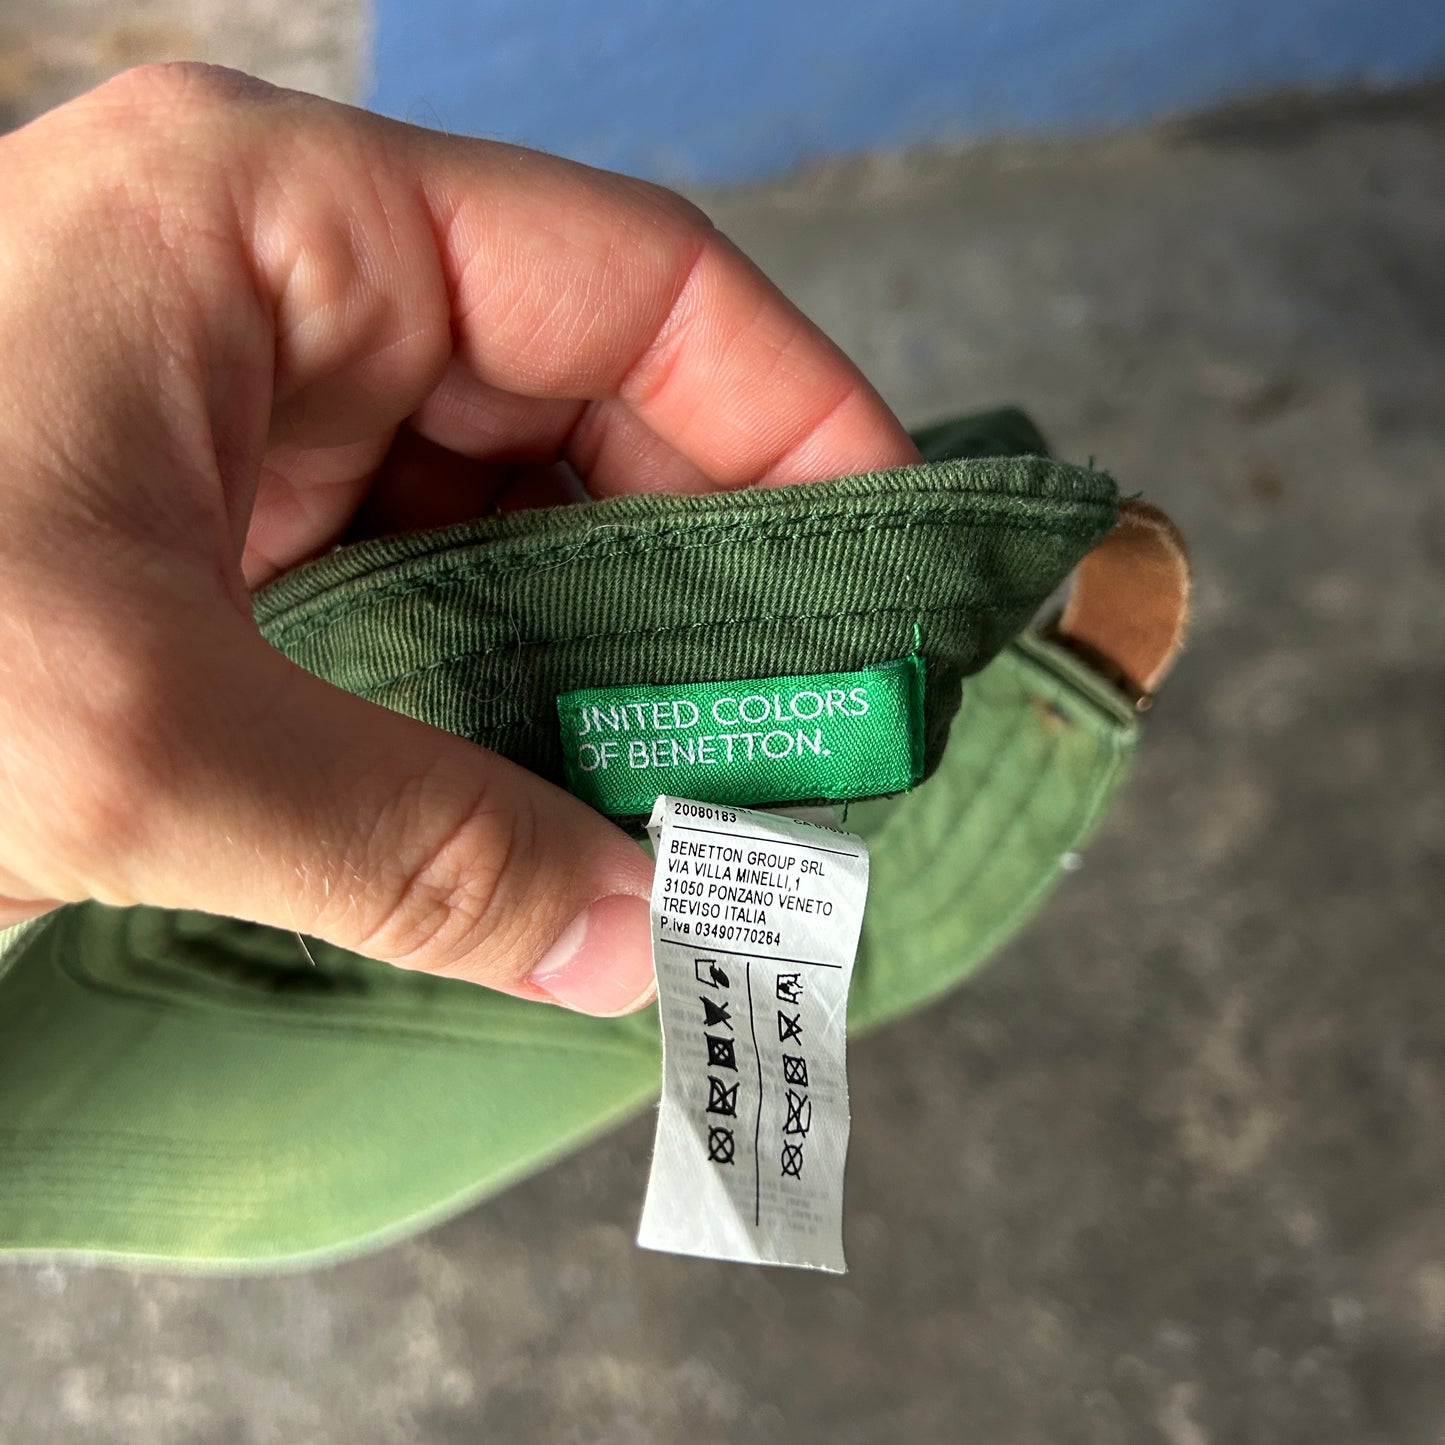 UNITED COLORS
OF BENETTON.
20080183
BENETTON GROUP SRL
VIA VILLA MINELLI,1
31050 PONZANO VENETO
TREVISO ITALIA
P.iva 03490770264